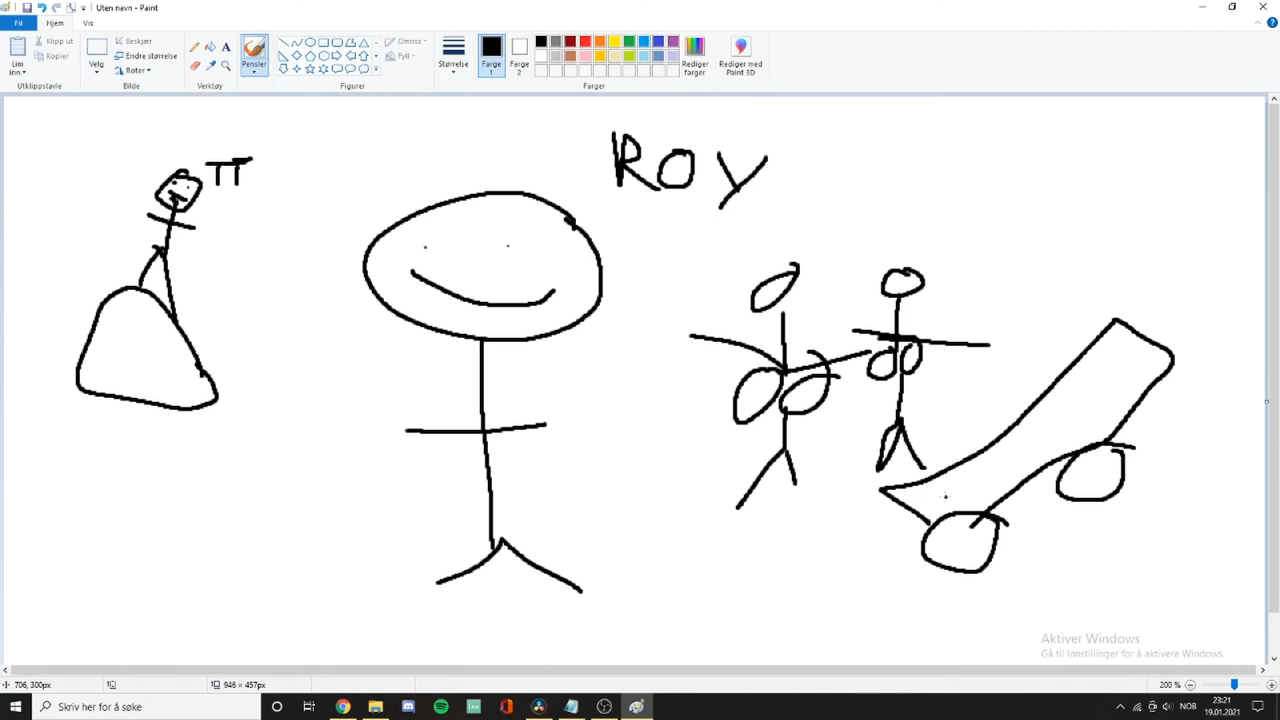 Uten navn - Paint
Fil Hjem Vis
Lim inn
Klipp ut
Kopier
Utklippstavle
Velg
Beskjær
Endre størrelse
Roter
Bilde
A
Verktøy
Pensler
Omriss
Fyll
Figurer
Størrelse
Farge 1
Farge 2
Rediger farger
Rediger med Paint 3D
Farger
ROY
π
Aktiver Windows
Gå til Innstillinger for å aktivere Windows.
706, 300px
946 × 457px
200 %
Skriv her for å søke
Live
NOB
23:21
19.01.2021